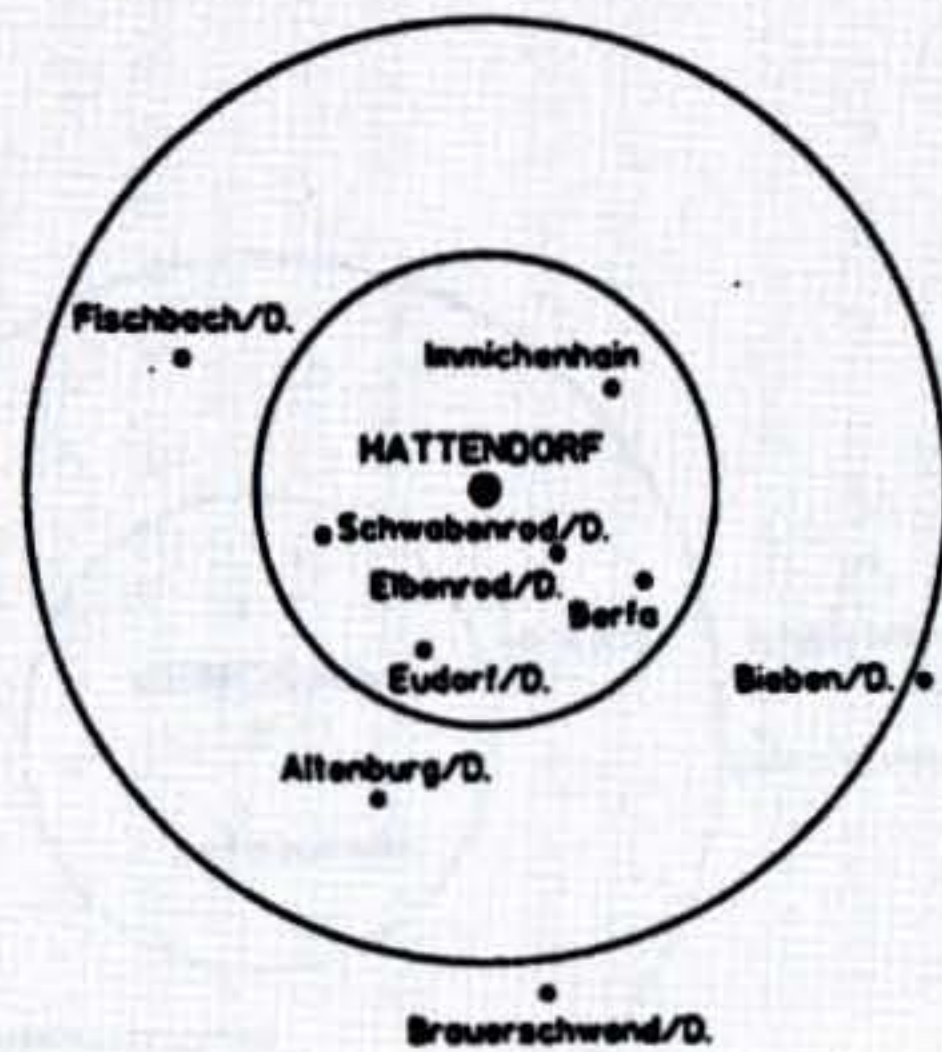 Fischbach/D.
Immichenhain
HATTENDORF
Schwabenrod/D.
Elbenrod/D.
Berfa
Eudorf/D.
Bieben/D.
Altenburg/D.
Brauerschwend/D.